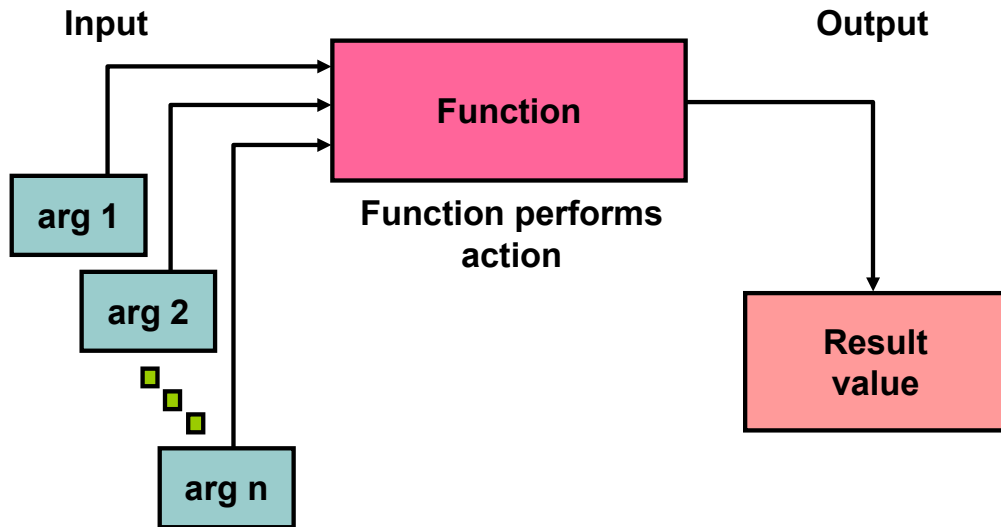 Input
Output
Function
Function performs
action
arg 1
arg 2
arg n
Result
value